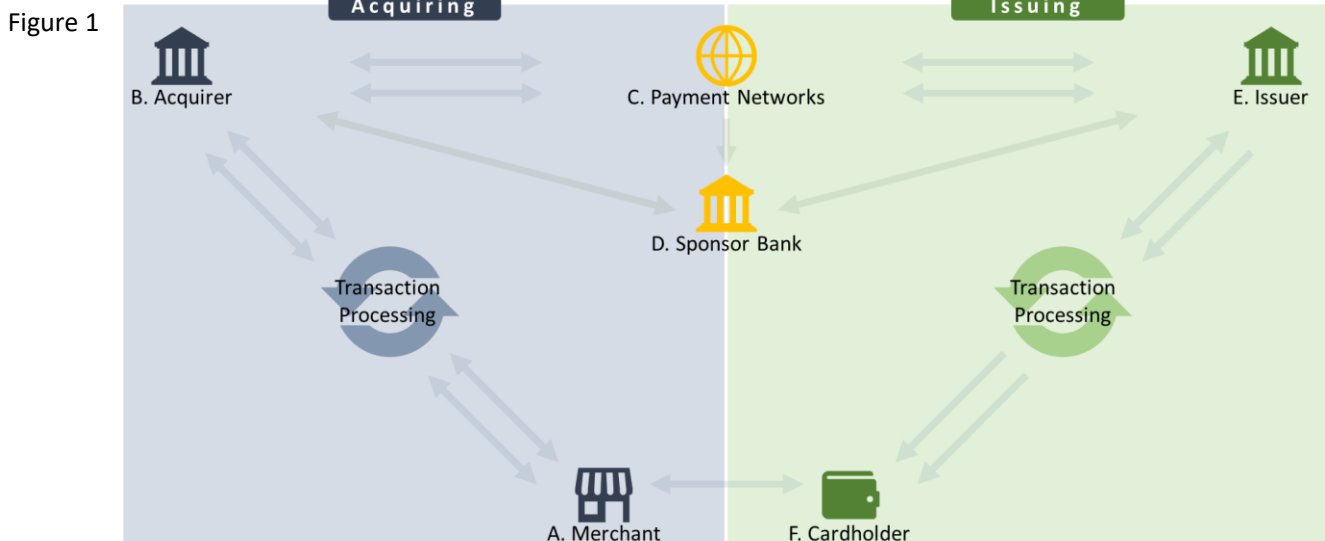 Figure 1
Acquiring
Issuing
B. Acquirer
C. Payment Networks
E. Issuer
D. Sponsor Bank
Transaction
Processing
Transaction
Processing
A. Merchant
F. Cardholder